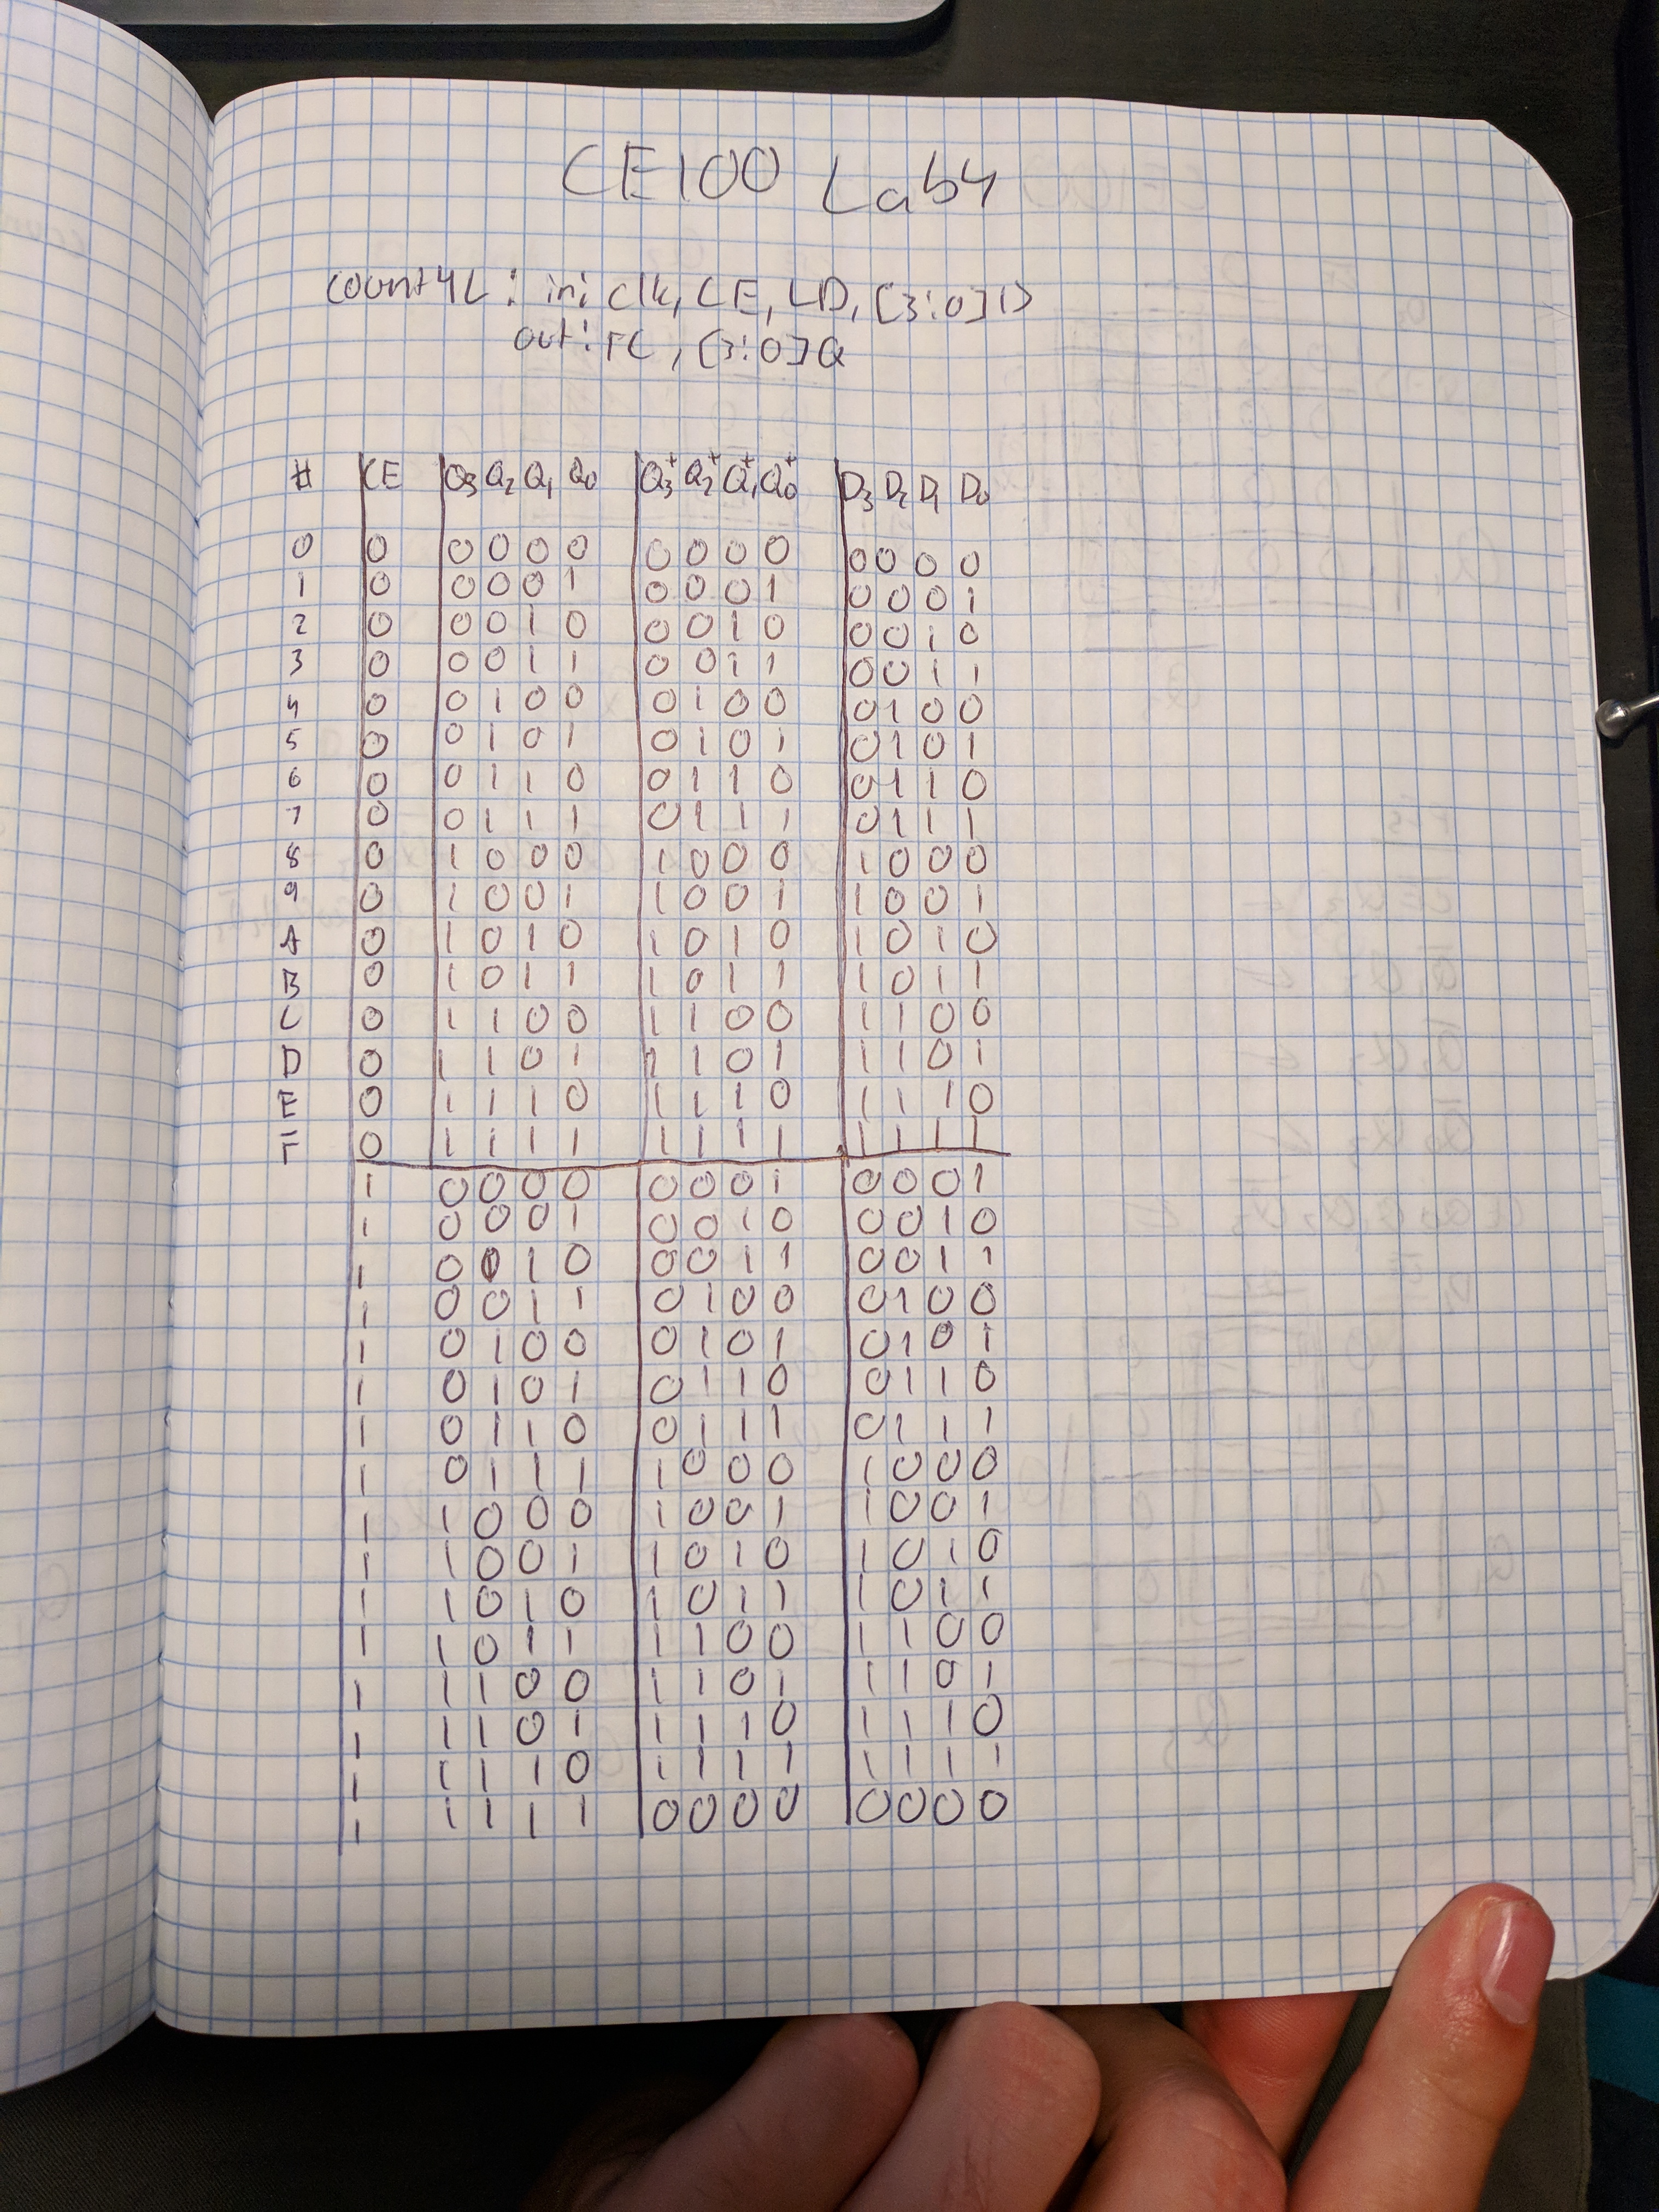 CE100 Lab4
count4L: in: clk, CE, LD, [3:0]D
out: TC, [3:0]Q
# CE Q3 Q2 Q1 Q0 Q3+ Q2+ Q1+ Q0+ D3 D2 D1 D0
0 0 0 0 0 0 0 0 0 0 0 0 0 0
1 0 0 0 0 1 0 0 0 1 0 0 0 1
2 0 0 0 1 0 0 0 1 0 0 0 1 0
3 0 0 0 1 1 0 0 1 1 0 0 1 1
4 0 0 1 0 0 0 1 0 0 0 1 0 0
5 0 0 1 0 1 0 1 0 1 0 1 0 1
6 0 0 1 1 0 0 1 1 0 0 1 1 0
7 0 0 1 1 1 0 1 1 1 0 1 1 1
8 0 1 0 0 0 1 0 0 0 1 0 0 0
9 0 1 0 0 1 1 0 0 1 1 0 0 1
A 0 1 0 1 0 1 0 1 0 1 0 1 0
B 0 1 0 1 1 1 0 1 1 1 0 1 1
C 0 1 1 0 0 1 1 0 0 1 1 0 0
D 0 1 1 0 1 1 1 0 1 1 1 0 1
E 0 1 1 1 0 1 1 1 0 1 1 1 0
F 0 1 1 1 1 1 1 1 1 1 1 1 1
1 0 0 0 0 0 0 0 1 0 0 0 1
1 0 0 0 1 0 0 1 0 0 0 1 0
1 0 0 1 0 0 0 1 1 0 0 1 1
1 0 0 1 1 0 1 0 0 0 1 0 0
1 0 1 0 0 0 1 0 1 0 1 0 1
1 0 1 0 1 0 1 1 0 0 1 1 0
1 0 1 1 0 0 1 1 1 0 1 1 1
1 0 1 1 1 1 0 0 0 1 0 0 0
1 1 0 0 0 1 0 0 1 1 0 0 1
1 1 0 0 1 1 0 1 0 1 0 1 0
1 1 0 1 0 1 0 1 1 1 0 1 1
1 1 0 1 1 1 1 0 0 1 1 0 0
1 1 1 0 0 1 1 0 1 1 1 0 1
1 1 1 0 1 1 1 1 0 1 1 1 0
1 1 1 1 0 1 1 1 1 1 1 1 1
1 1 1 1 1 0 0 0 0 0 0 0 0